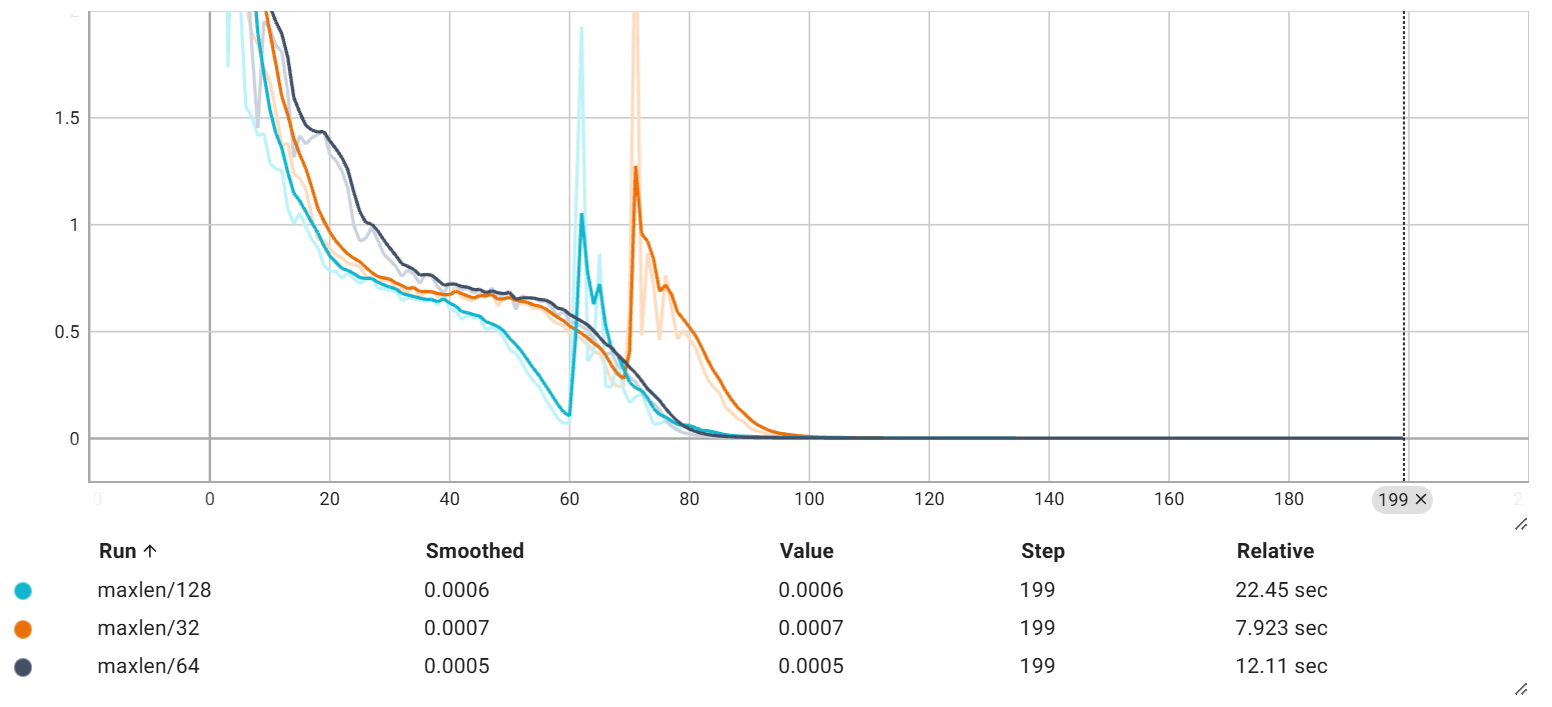 2
1.5
1
0.5
0
0 0 20 40 60 80 100 120 140 160 180 199 ✕
Run ↑ Smoothed Value Step Relative
maxlen/128 0.0006 0.0006 199 22.45 sec
maxlen/32 0.0007 0.0007 199 7.923 sec
maxlen/64 0.0005 0.0005 199 12.11 sec